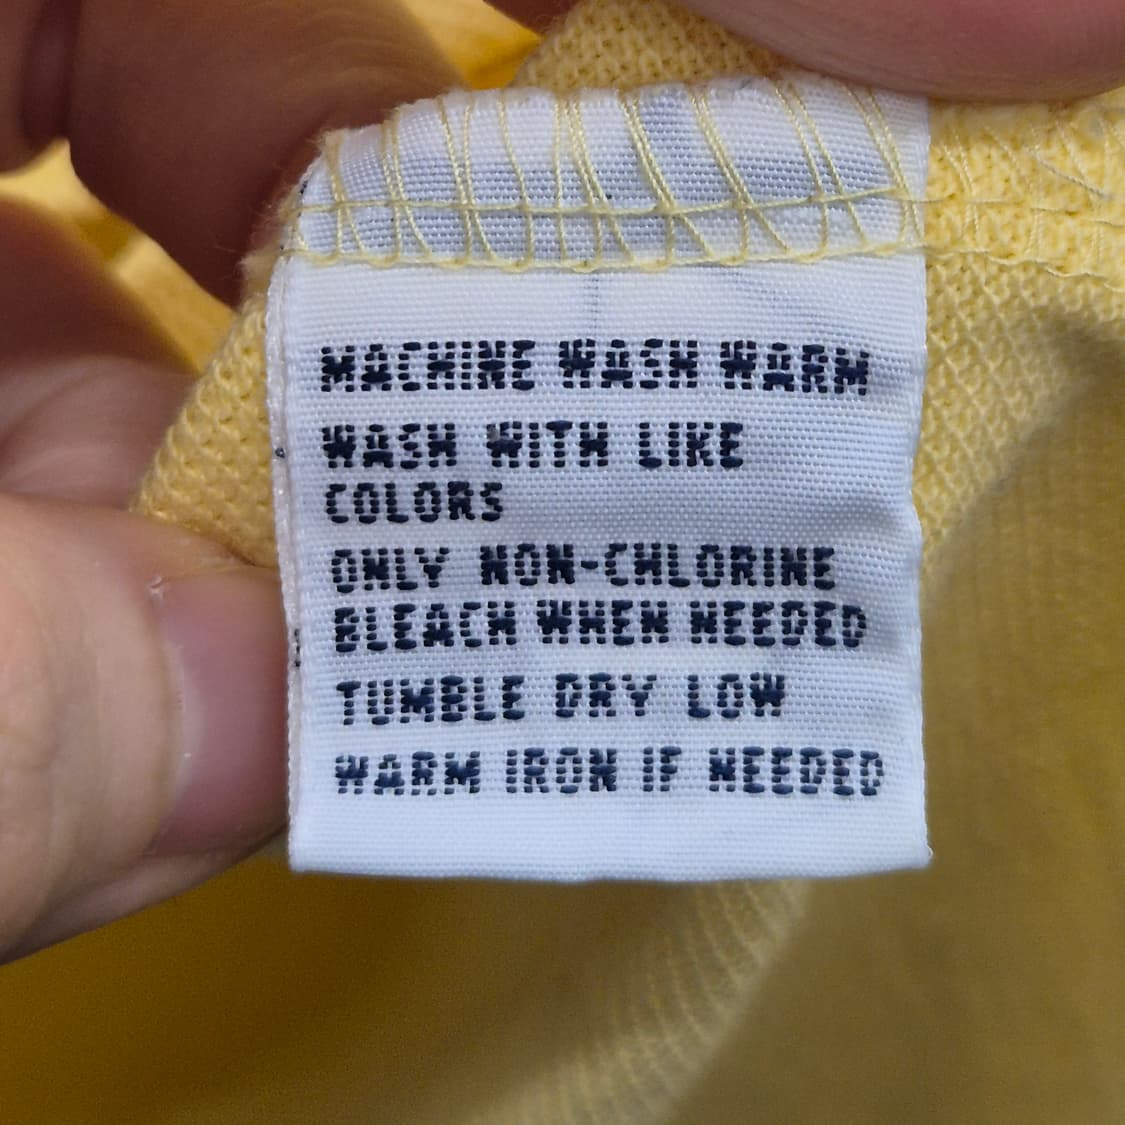 MACHINE WASH WARM
WASH WITH LIKE
COLORS
ONLY NON-CHLORINE
BLEACH WHEN NEEDED
TUMBLE DRY LOW
WARM IRON IF NEEDED